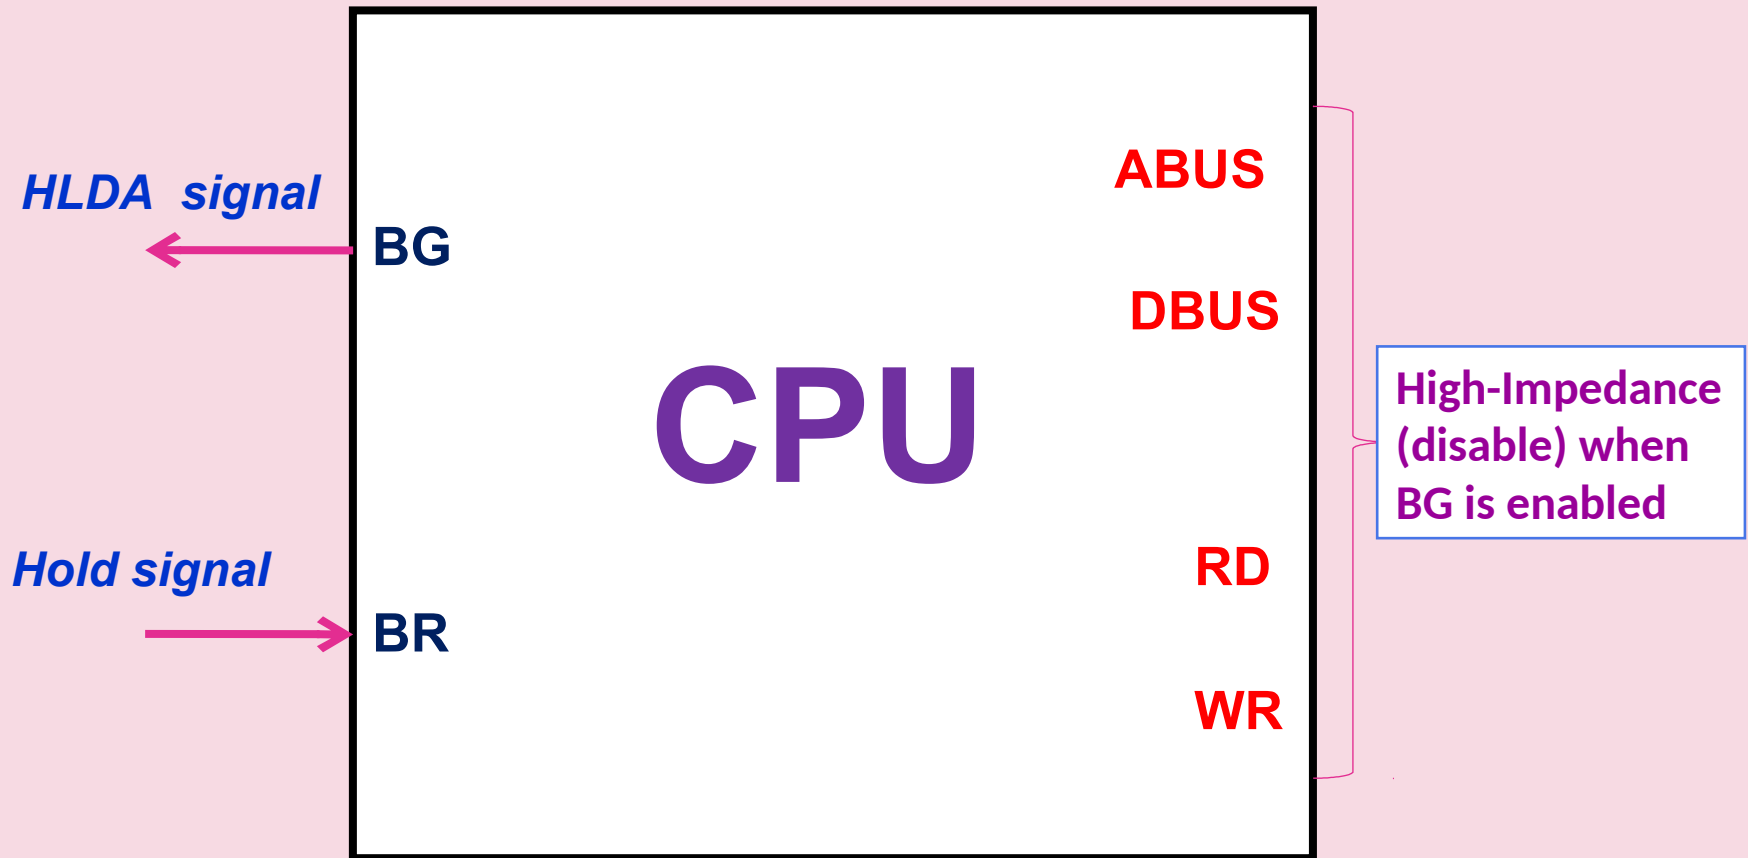 HLDA signal
BG
Hold signal
BR
CPU
ABUS
DBUS
RD
WR
High-Impedance
(disable) when
BG is enabled